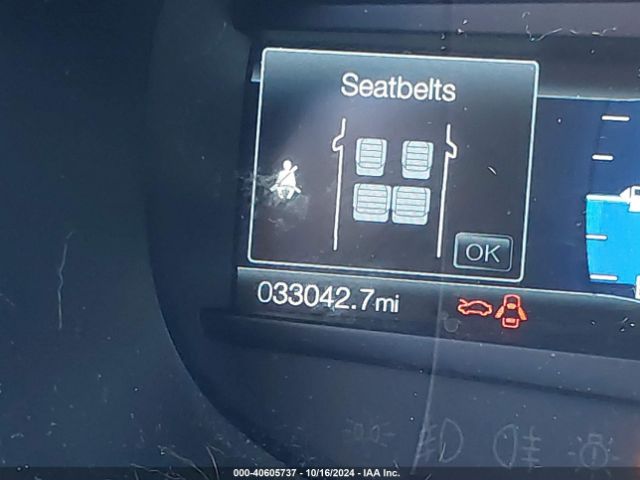 Seatbelts
OK
033042.7mi
000-40605737 - 10/16/2024 - IAA Inc.